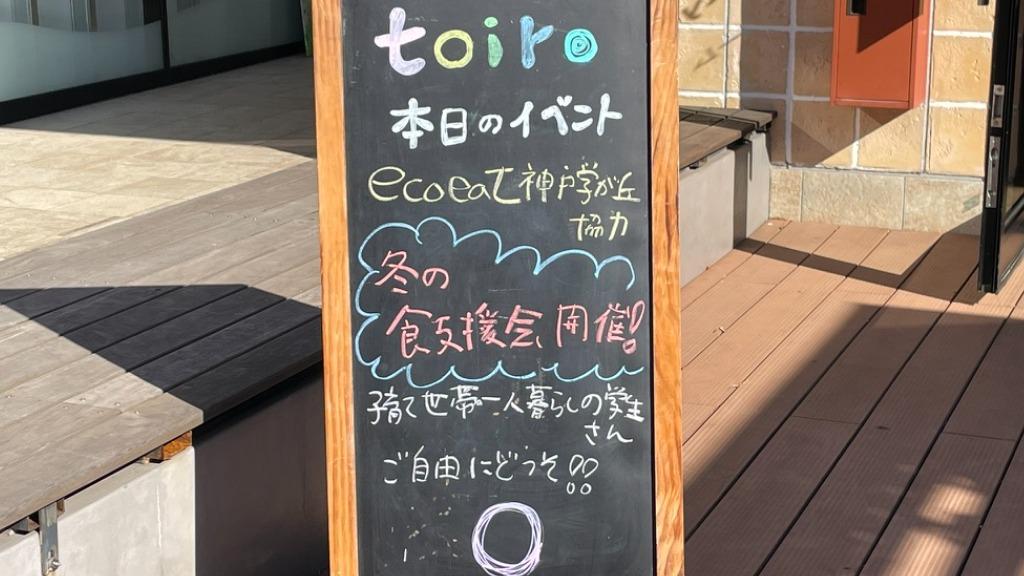 toiro
本日のイベント
ecoeat神戸学が丘
協力
冬の
食支援会開催!!
子育て世帯一人暮らしの学生
さん
ご自由にどうぞ!!